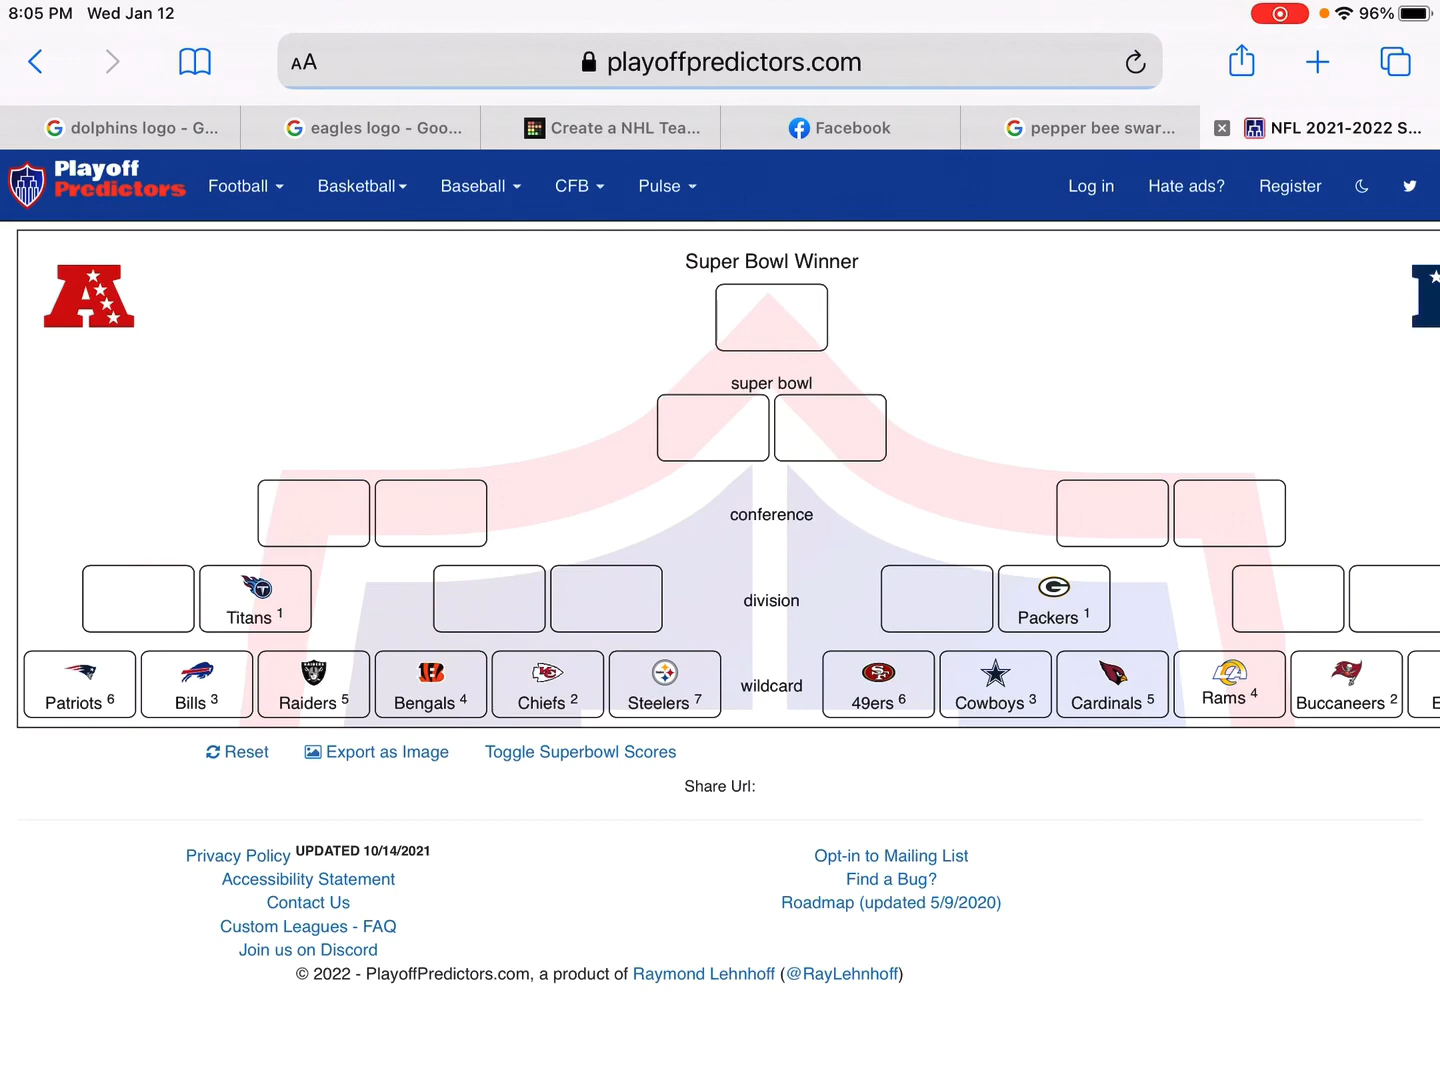 8:05 PM Wed Jan 12
96%
AA playoffpredictors.com
dolphins logo - G...
eagles logo - Goo...
Create a NHL Tea...
Facebook
pepper bee swar...
NFL 2021-2022 S...
Playoff
Predictors
Football
Basketball
Baseball
CFB
Pulse
Log in
Hate ads?
Register
A
Super Bowl Winner
super bowl
conference
Titans 1
division
Packers 1
Patriots 6
Bills 3
Raiders 5
Bengals 4
Chiefs 2
Steelers 7
wildcard
49ers 6
Cowboys 3
Cardinals 5
Rams 4
Buccaneers 2
E
Reset
Export as Image
Toggle Superbowl Scores
Share Url:
Privacy Policy UPDATED 10/14/2021
Accessibility Statement
Contact Us
Custom Leagues - FAQ
Join us on Discord
Opt-in to Mailing List
Find a Bug?
Roadmap (updated 5/9/2020)
© 2022 - PlayoffPredictors.com, a product of Raymond Lehnhoff (@RayLehnhoff)